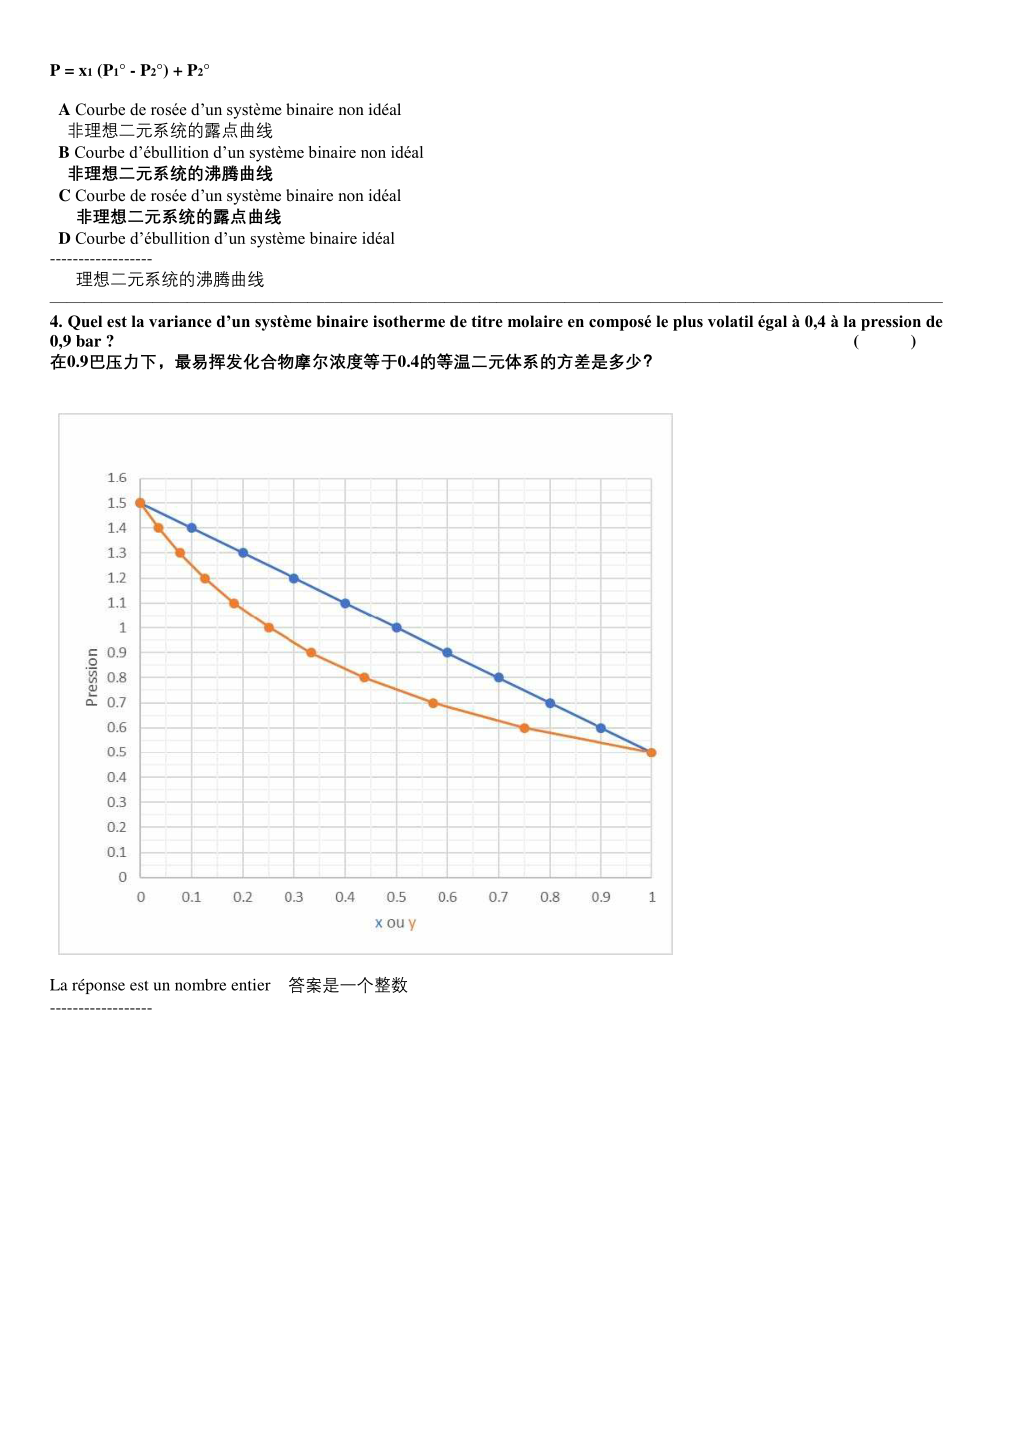 P = x1 (P1° - P2°) + P2°
A Courbe de rosée d’un système binaire non idéal
非理想二元系统的露点曲线
B Courbe d’ébullition d’un système binaire non idéal
非理想二元系统的沸腾曲线
C Courbe de rosée d’un système binaire non idéal
非理想二元系统的露点曲线
D Courbe d’ébullition d’un système binaire idéal
------------------
理想二元系统的沸腾曲线
4. Quel est la variance d’un système binaire isotherme de titre molaire en composé le plus volatil égal à 0,4 à la pression de
0,9 bar ? ( )
在0.9巴压力下，最易挥发化合物摩尔浓度等于0.4的等温二元体系的方差是多少？
1.6
1.5
1.4
1.3
1.2
1.1
1
0.9
0.8
0.7
0.6
0.5
0.4
0.3
0.2
0.1
0
Pression
0 0.1 0.2 0.3 0.4 0.5 0.6 0.7 0.8 0.9 1
x ou y
La réponse est un nombre entier 答案是一个整数
------------------